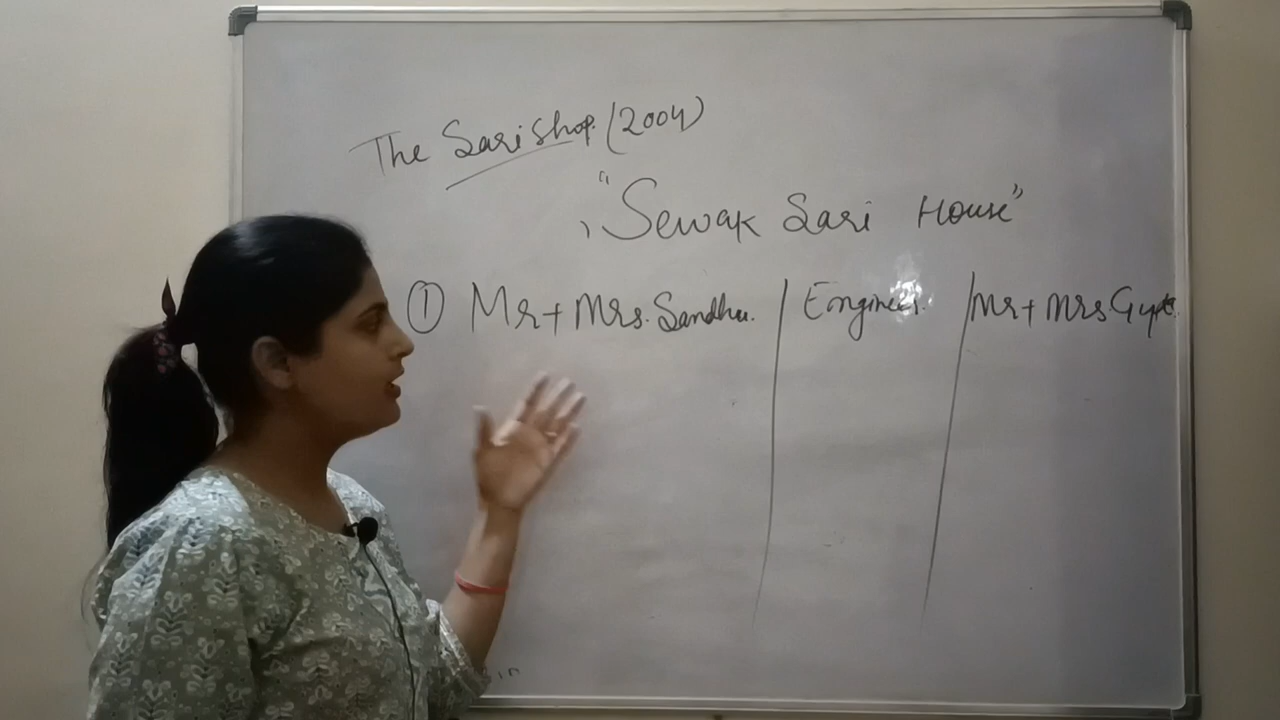 The Sari Shop. (2004)
"Sewak Sari House"
① Mr + Mrs. Sandhu. | Engineer. | Mr + Mrs Gupta.